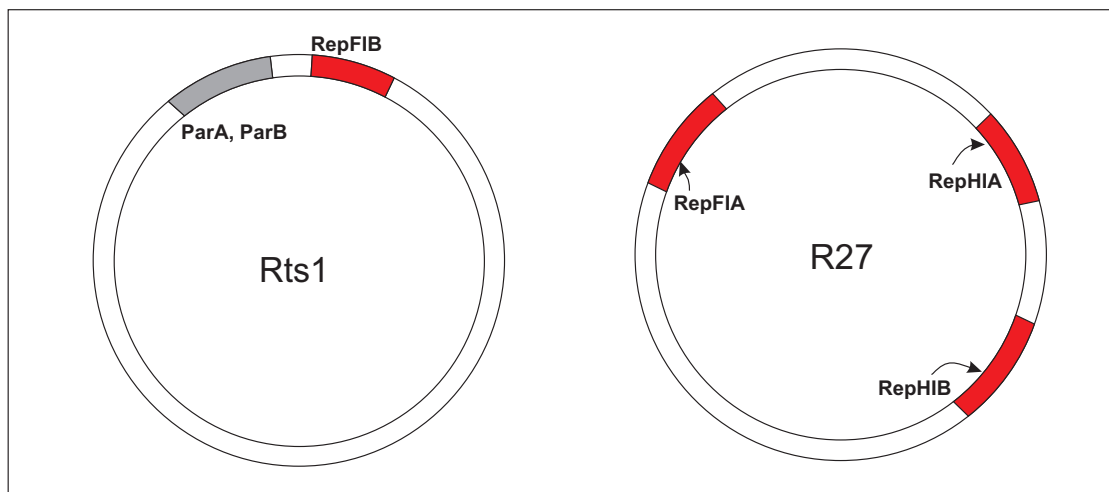 RepFIB
ParA, ParB
Rts1
RepFIA
RepHIA
R27
RepHIB